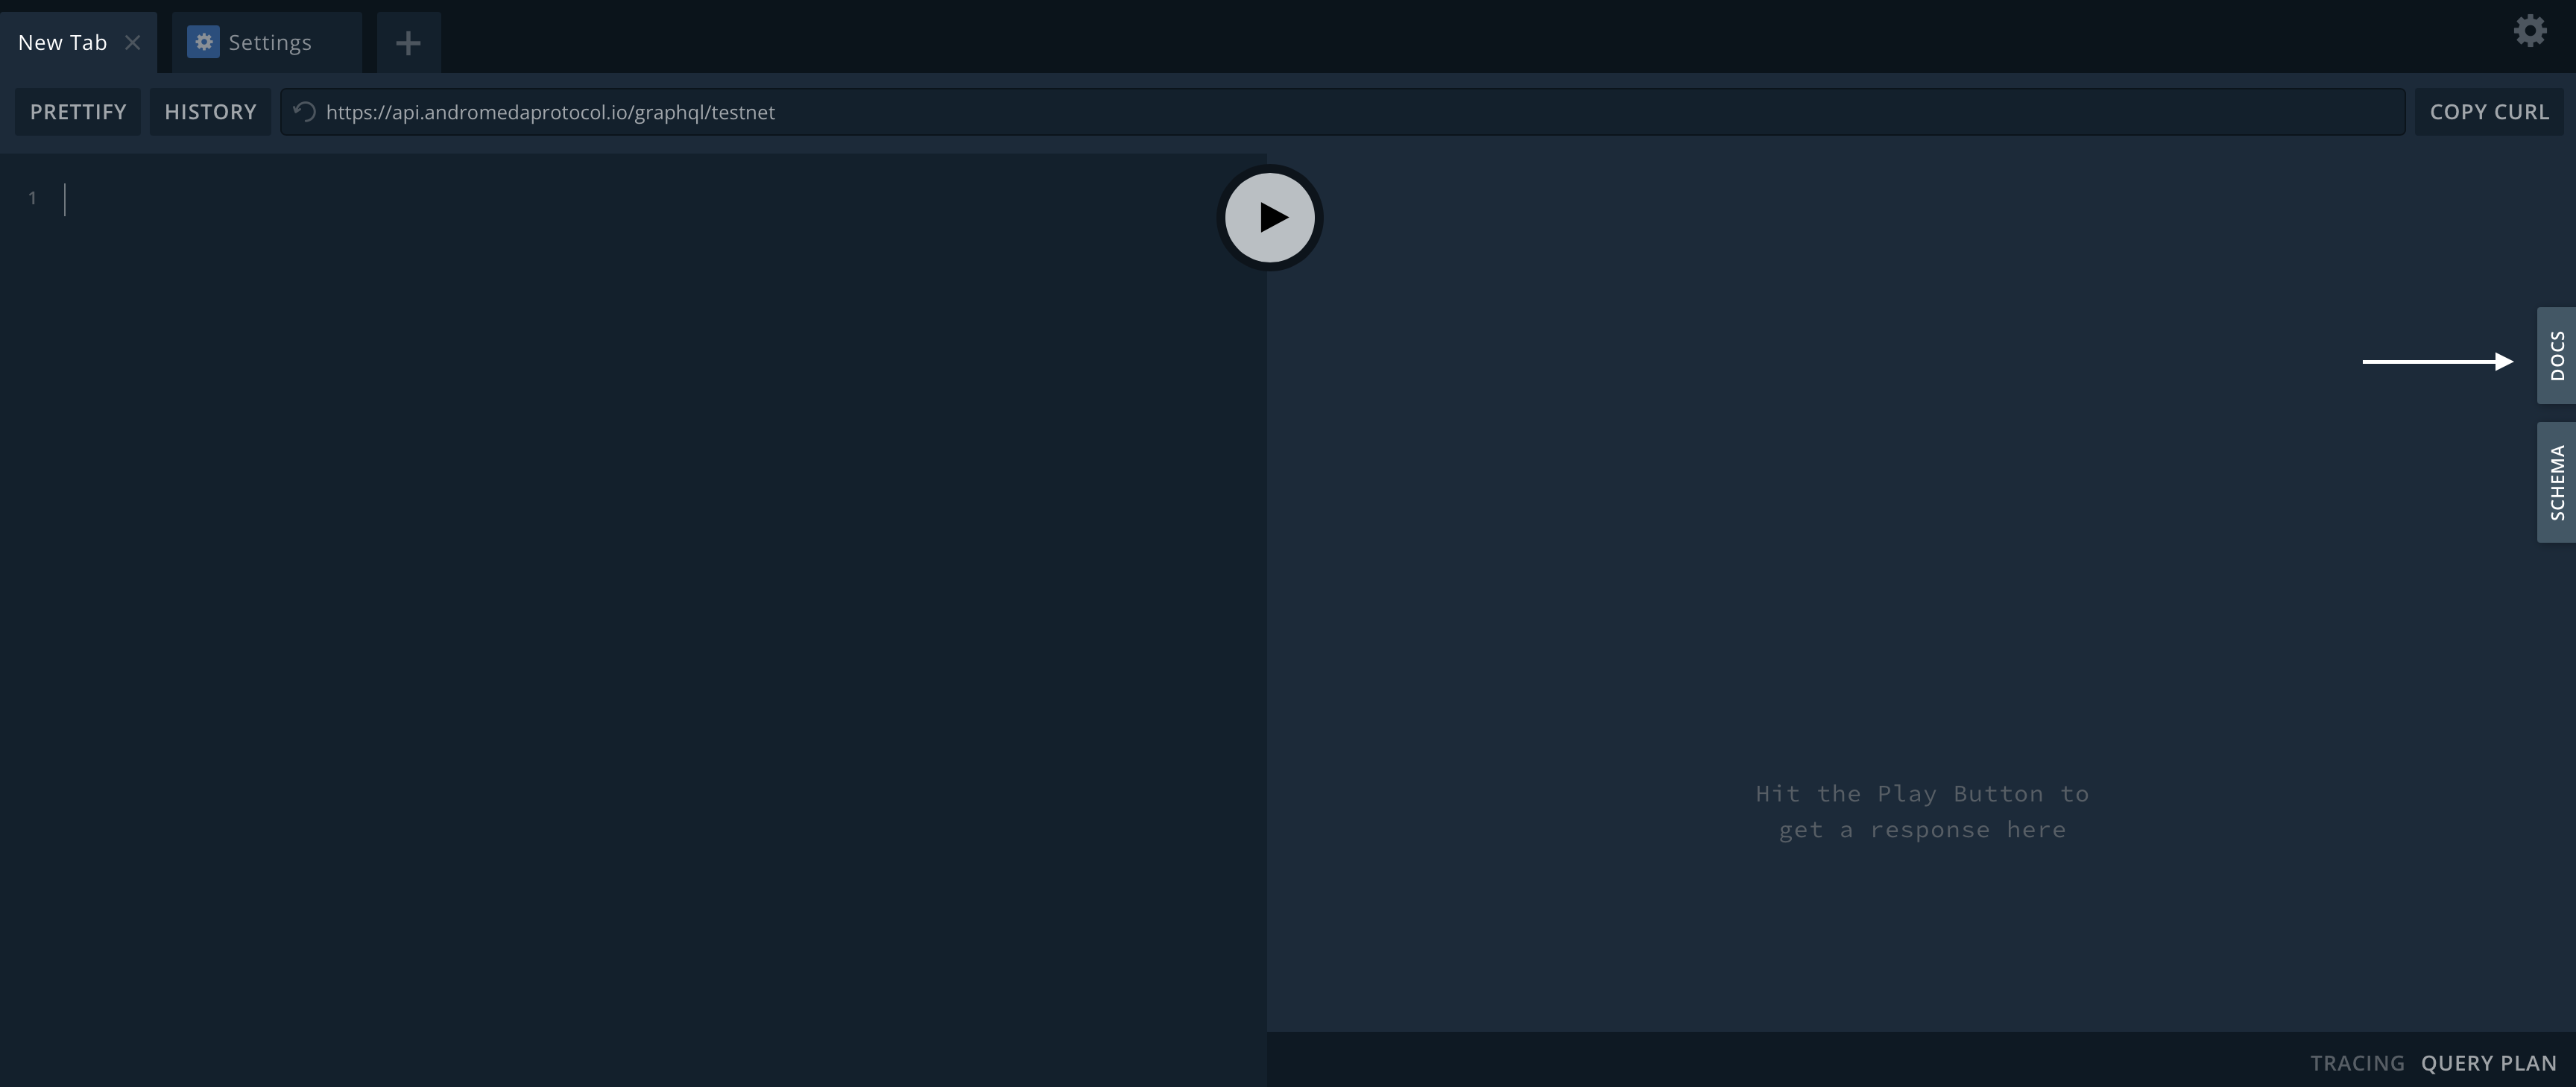 New Tab
Settings
PRETTIFY
HISTORY
https://api.andromedaprotocol.io/graphql/testnet
COPY CURL
1
DOCS
SCHEMA
Hit the Play Button to
get a response here
TRACING
QUERY PLAN